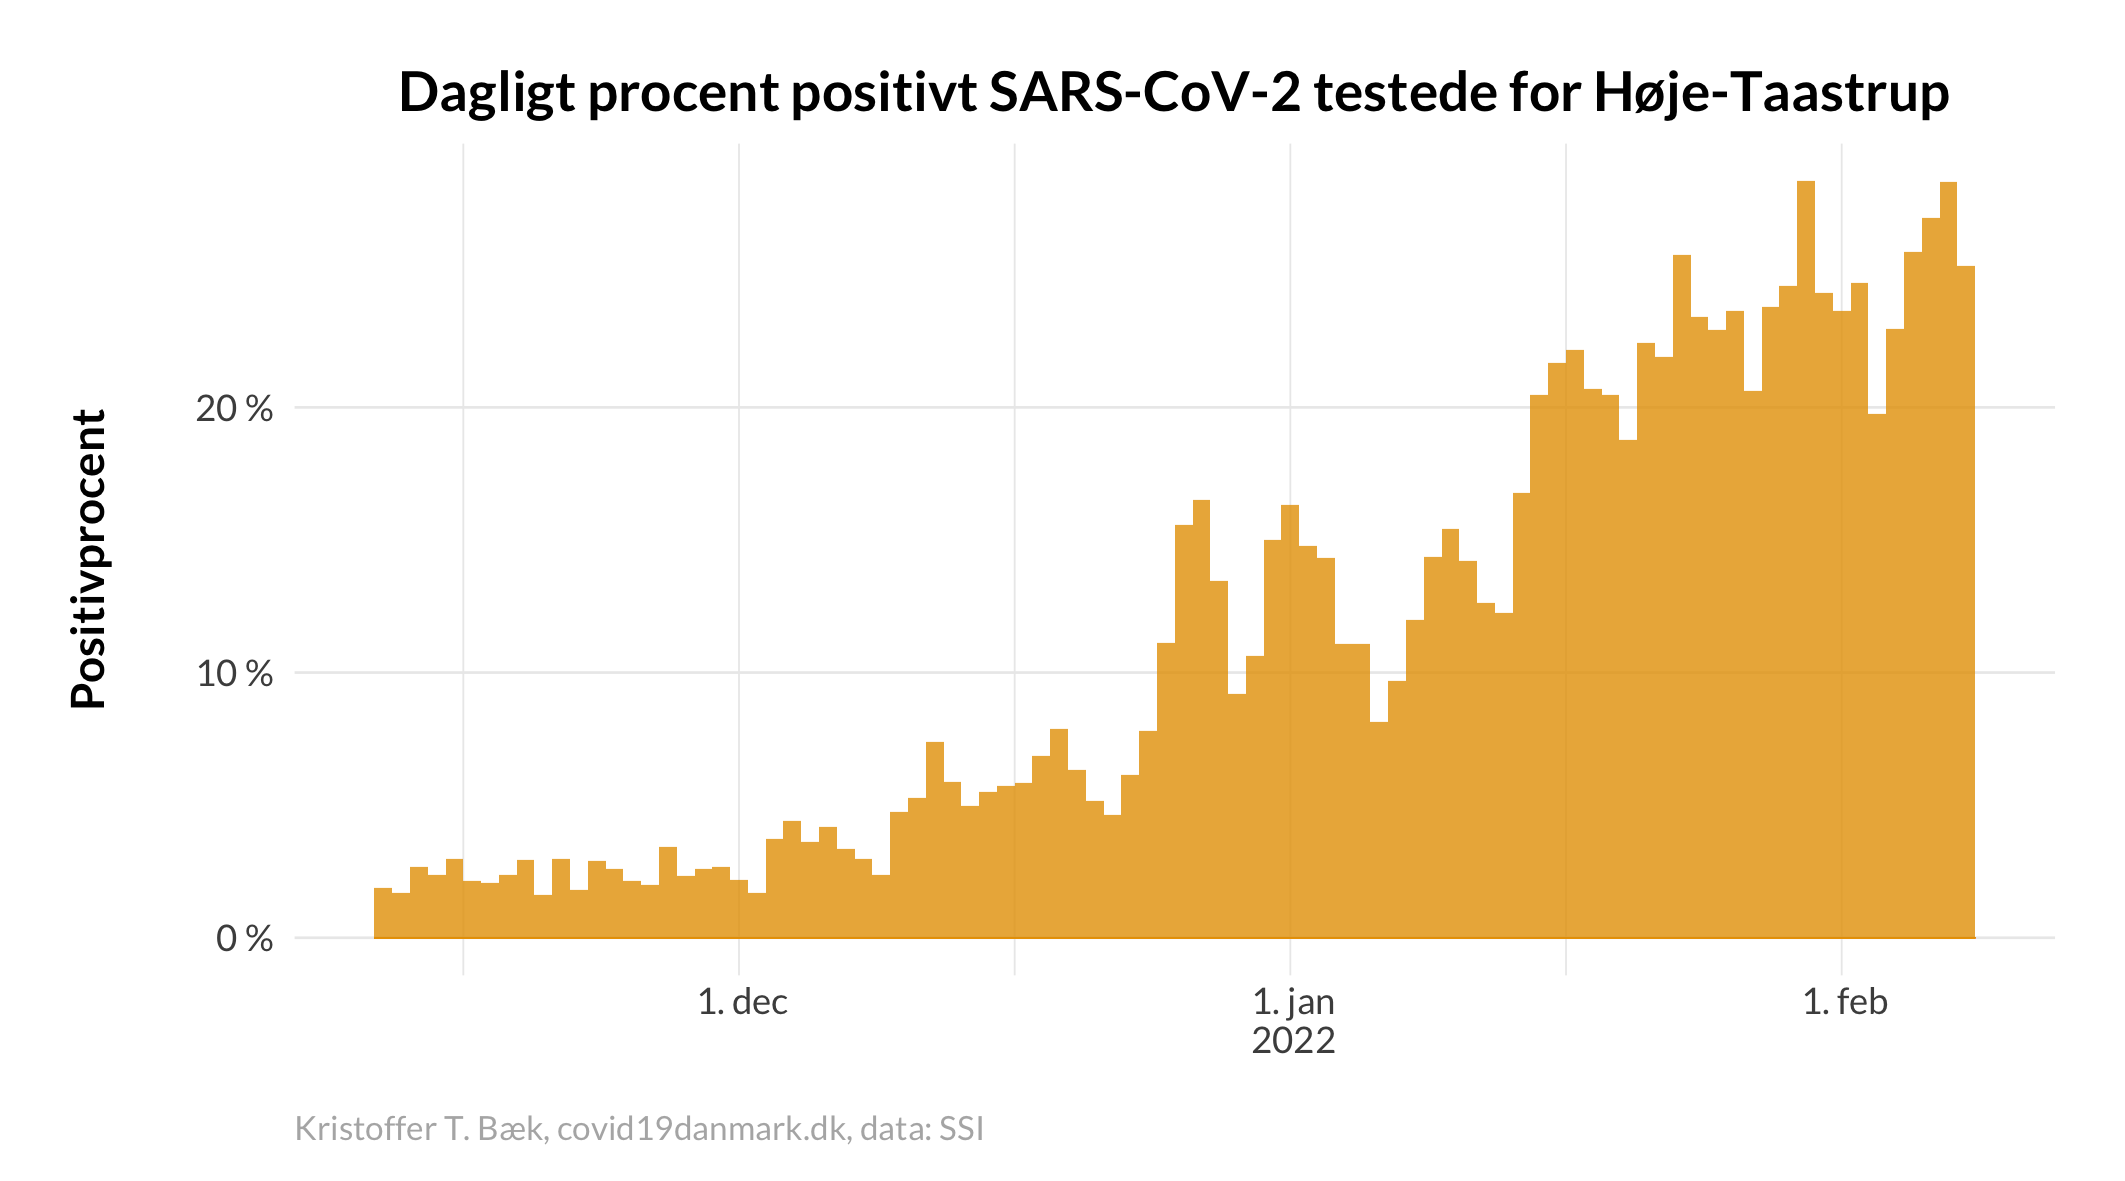 Dagligt procent positivt SARS-CoV-2 testede for Høje-Taastrup
Positivprocent
20 %
10 %
0 %
1. dec
1. jan
2022
1. feb
Kristoffer T. Bæk, covid19danmark.dk, data: SSI